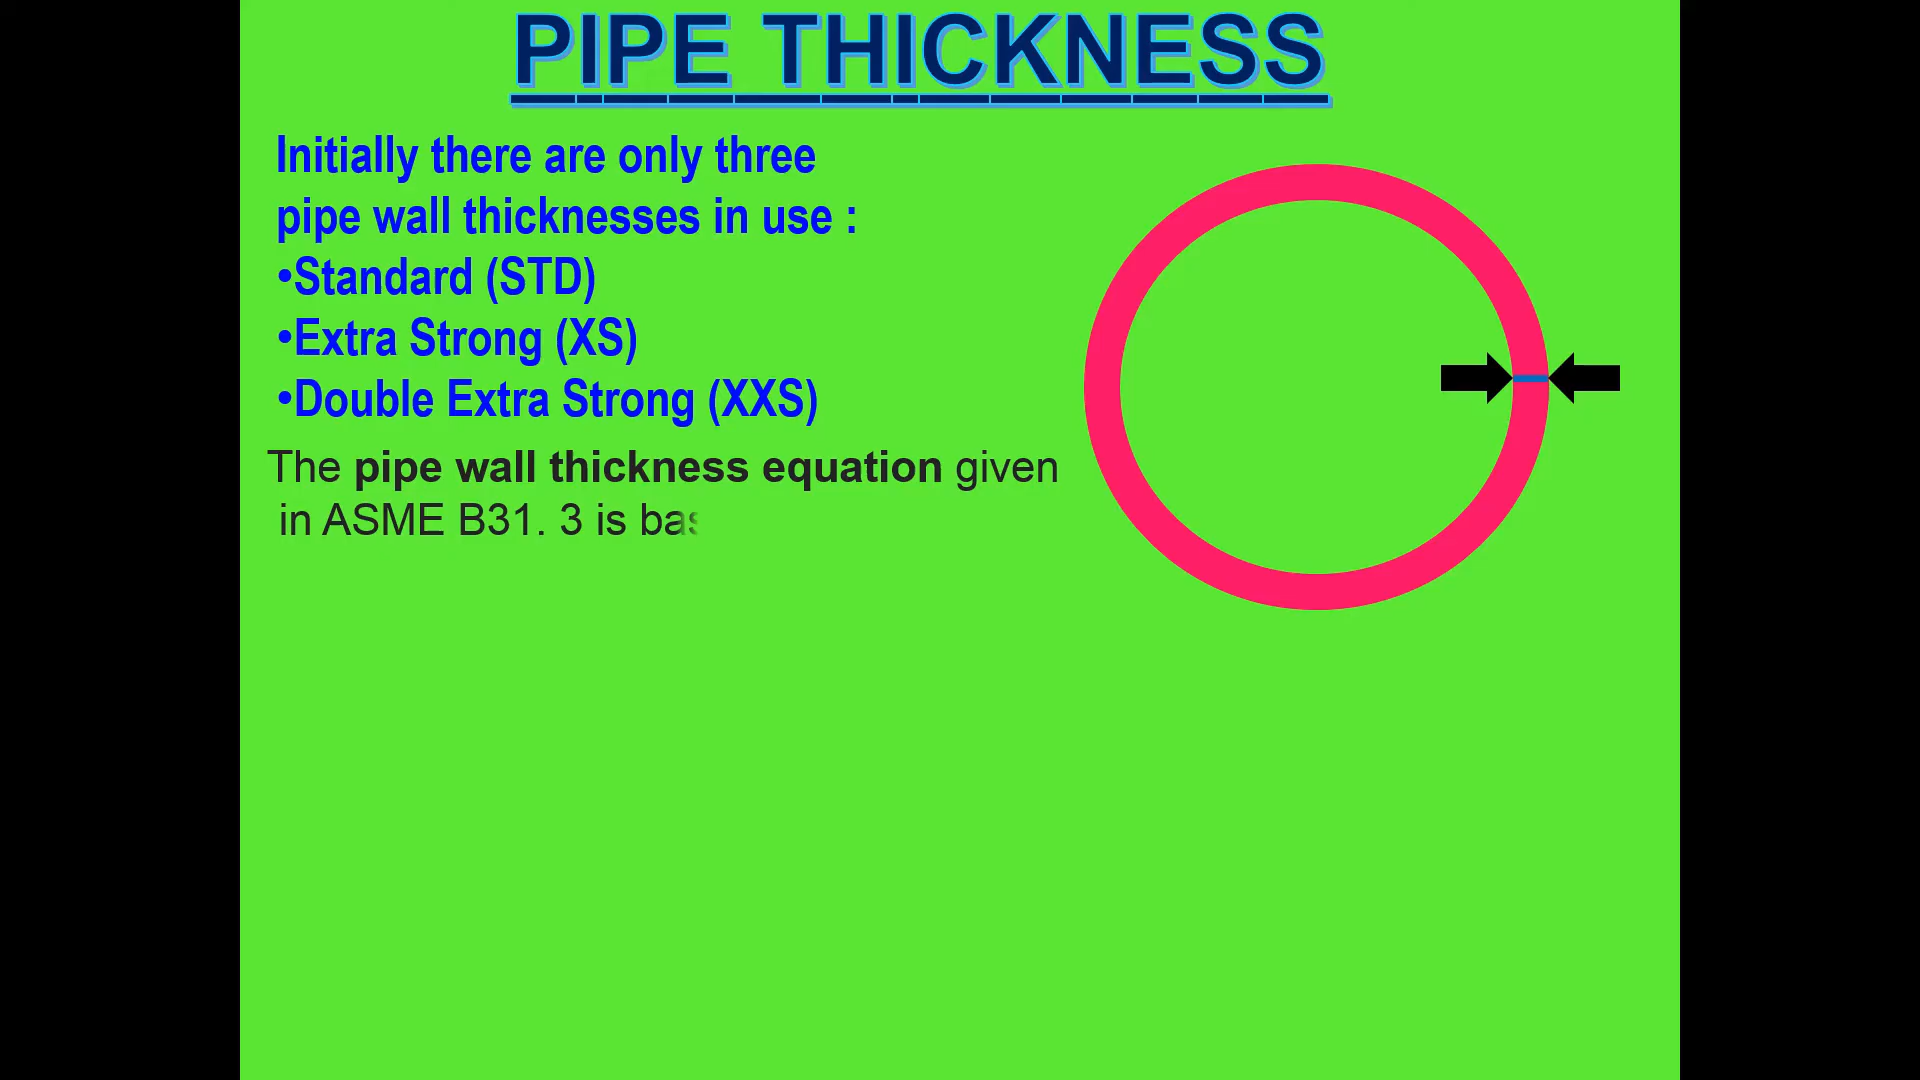 PIPE THICKNESS
Initially there are only three
pipe wall thicknesses in use :
•Standard (STD)
•Extra Strong (XS)
•Double Extra Strong (XXS)
The pipe wall thickness equation given
in ASME B31. 3 is